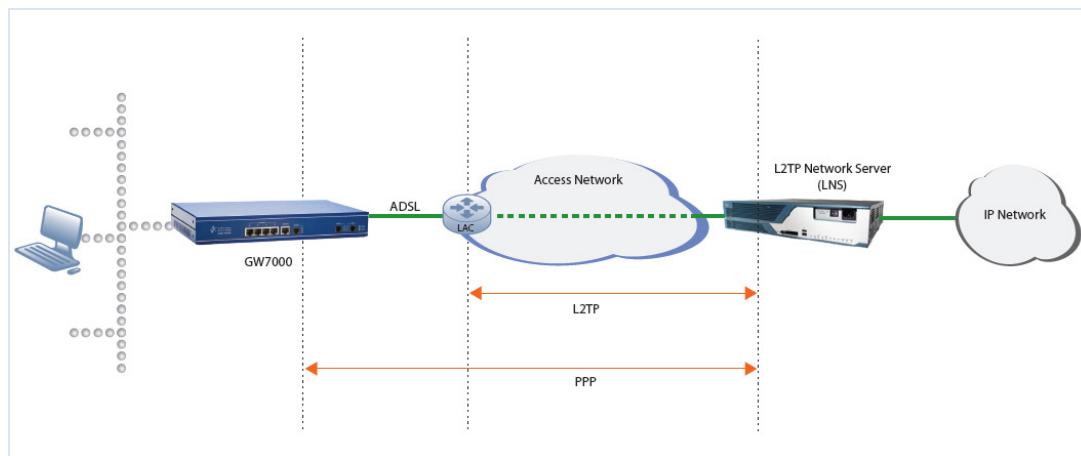 Access Network
L2TP Network Server
(LNS)
ADSL
IP Network
LAC
GW7000
L2TP
PPP